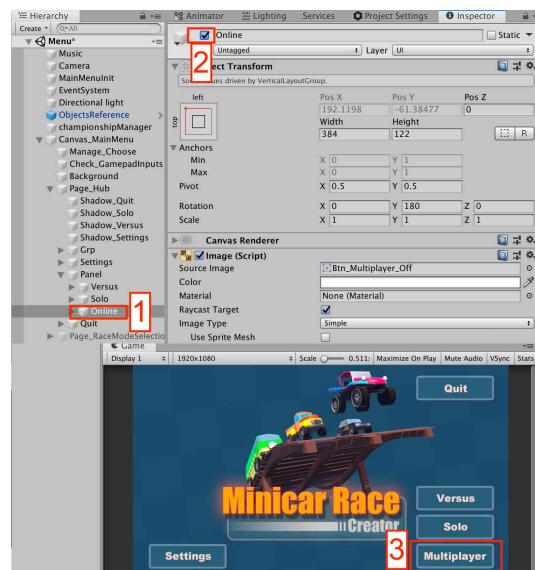 Hierarchy
Create
All
Menu*
Music
Camera
MainMenuInit
EventSystem
Directional light
ObjectsReference
championshipManager
Canvas_MainMenu
Manage_Choose
Check_GamepadInputs
Background
Page_Hub
Shadow_Quit
Shadow_Solo
Shadow_Versus
Shadow_Settings
Grp
Settings
Panel
Versus
Solo
Online
Quit
Page_RaceModeSelectio
1
Animator
Lighting
Services
Project Settings
Inspector
Online
Static
2
Untagged
Layer
UI
ect Transform
ues driven by VerticalLayoutGroup.
left
top
Pos X
Pos Y
Pos Z
192.1198
-61.38477
0
Width
Height
384
122
R
Anchors
Min
X 0
Y 1
Max
X 0
Y 1
Pivot
X 0.5
Y 0.5
Rotation
X 0
Y 180
Z 0
Scale
X 1
Y 1
Z 1
Canvas Renderer
Image (Script)
Source Image
Btn_Multiplayer_Off
Color
Material
None (Material)
Raycast Target
Image Type
Simple
Use Sprite Mesh
Game
Display 1
1920x1080
Scale
0.511
Maximize On Play
Mute Audio
VSync
Stats
Quit
Minicar Race
Creator
Versus
Solo
3
Settings
Multiplayer